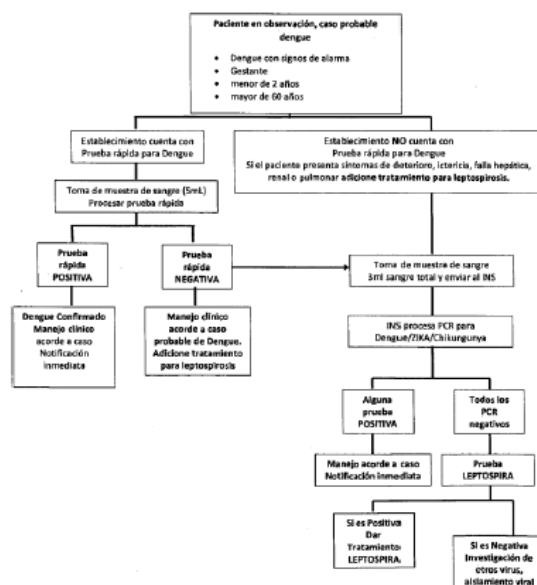 Paciente en observación, caso probable
dengue
• Dengue con signos de alarma
• Gestante
• menor de 2 años
• mayor de 60 años
Establecimiento cuenta con
Prueba rápida para Dengue
Establecimiento NO cuenta con
Prueba rápida para Dengue
Si el paciente presenta síntomas de deterioro, ictericia, falla hepática,
renal o pulmonar adicione tratamiento para leptospirosis.
Toma de muestra de sangre (5mL)
Procesar prueba rápida
Prueba
rápida
POSITIVA
Prueba
rápida
NEGATIVA
Toma de muestra de sangre
3ml sangre total y enviar al INS
Dengue Confirmado
Manejo clínico
acorde a caso
Notificación
inmediata
Manejo clínico
acorde a caso
probable de Dengue.
Adicione tratamiento
para leptospirosis
INS procesa PCR para
Dengue/ZIKA/Chikungunya
Alguna
prueba
POSITIVA
Todos los
PCR
negativos
Manejo acorde a caso
Notificación inmediata
Prueba
LEPTOSPIRA
Si es Positiva
Dar
Tratamiento
LEPTOSPIRA.
Si es Negativa
Investigación de
otros virus,
aislamiento viral